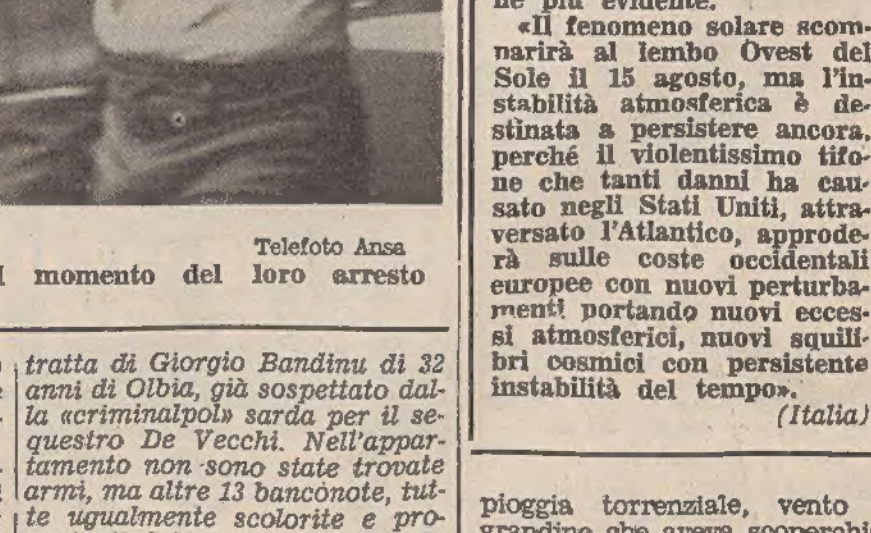 Telefoto Ansa
momento del loro arresto
tratta di Giorgio Bandinu di 32
anni di Olbia, già sospettato dal-
la «criminalpol» sarda per il se-
questro De Vecchi. Nell'appar-
tamento non sono state trovate
armi, ma altre 13 banconote, tut-
te ugualmente scolorite e pro-
ne più evidente.
«Il fenomeno solare scom-
parirà al lembo Ovest del
Sole il 15 agosto, ma l'in-
stabilità atmosferica è de-
stinata a persistere ancora,
perché il violentissimo tifo-
ne che tanti danni ha cau-
sato negli Stati Uniti, attra-
versato l'Atlantico, approde-
rà sulle coste occidentali
europee con nuovi perturba-
menti portando nuovi ecces-
si atmosferici, nuovi squili-
bri cosmici con persistente
instabilità del tempo».
(Italia)
pioggia torrenziale, vento
grandine che aveva